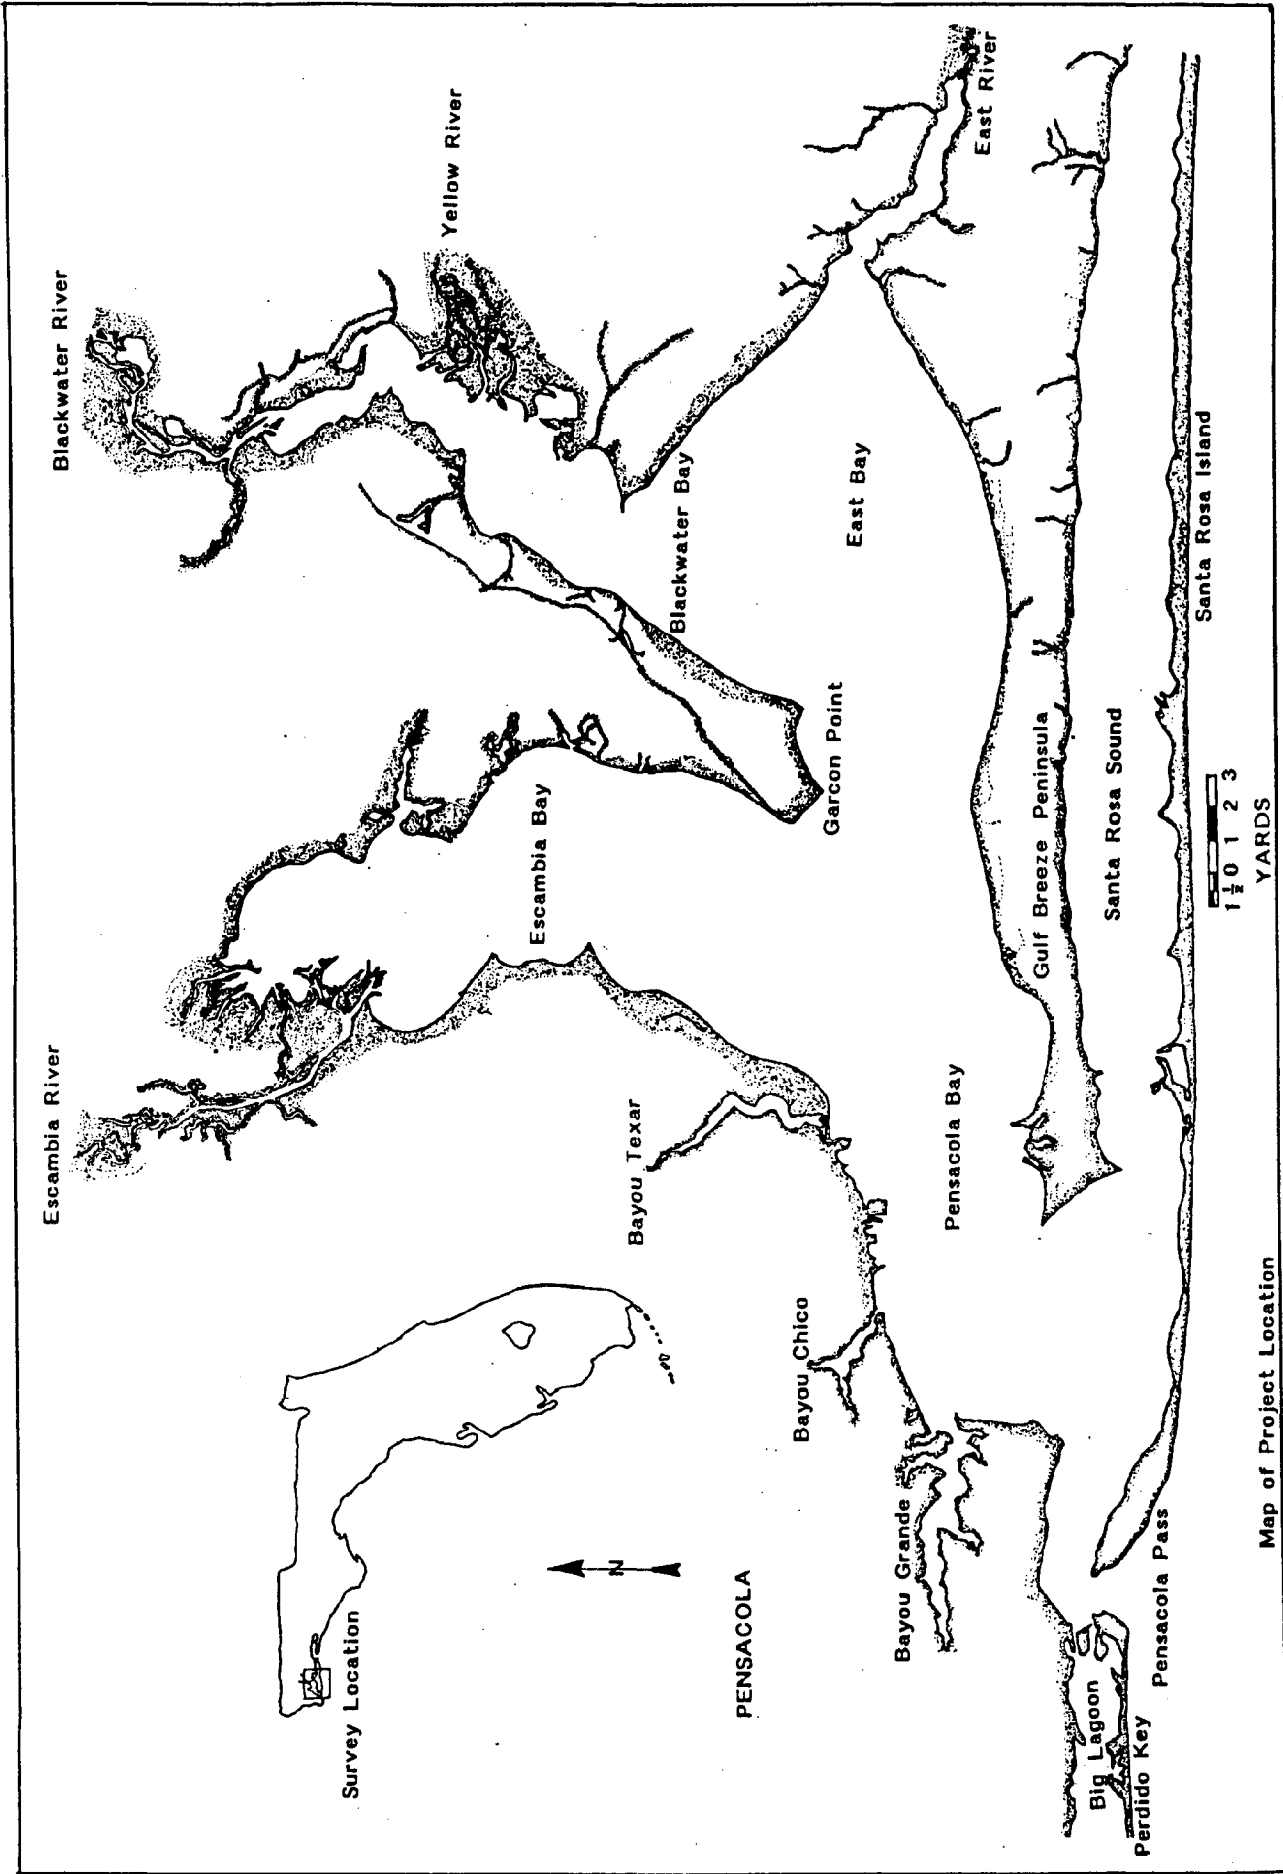 Escambia River
Blackwater River
Yellow River
Survey Location
Escambia Bay
Bayou Texar
Blackwater Bay
PENSACOLA
N
Bayou Chico
Garcon Point
East Bay
East River
Bayou Grande
Pensacola Bay
Gulf Breeze Peninsula
Big Lagoon
Santa Rosa Sound
Perdido Key
Pensacola Pass
Santa Rosa Island
1 ½ 0 1 2 3
YARDS
Map of Project Location